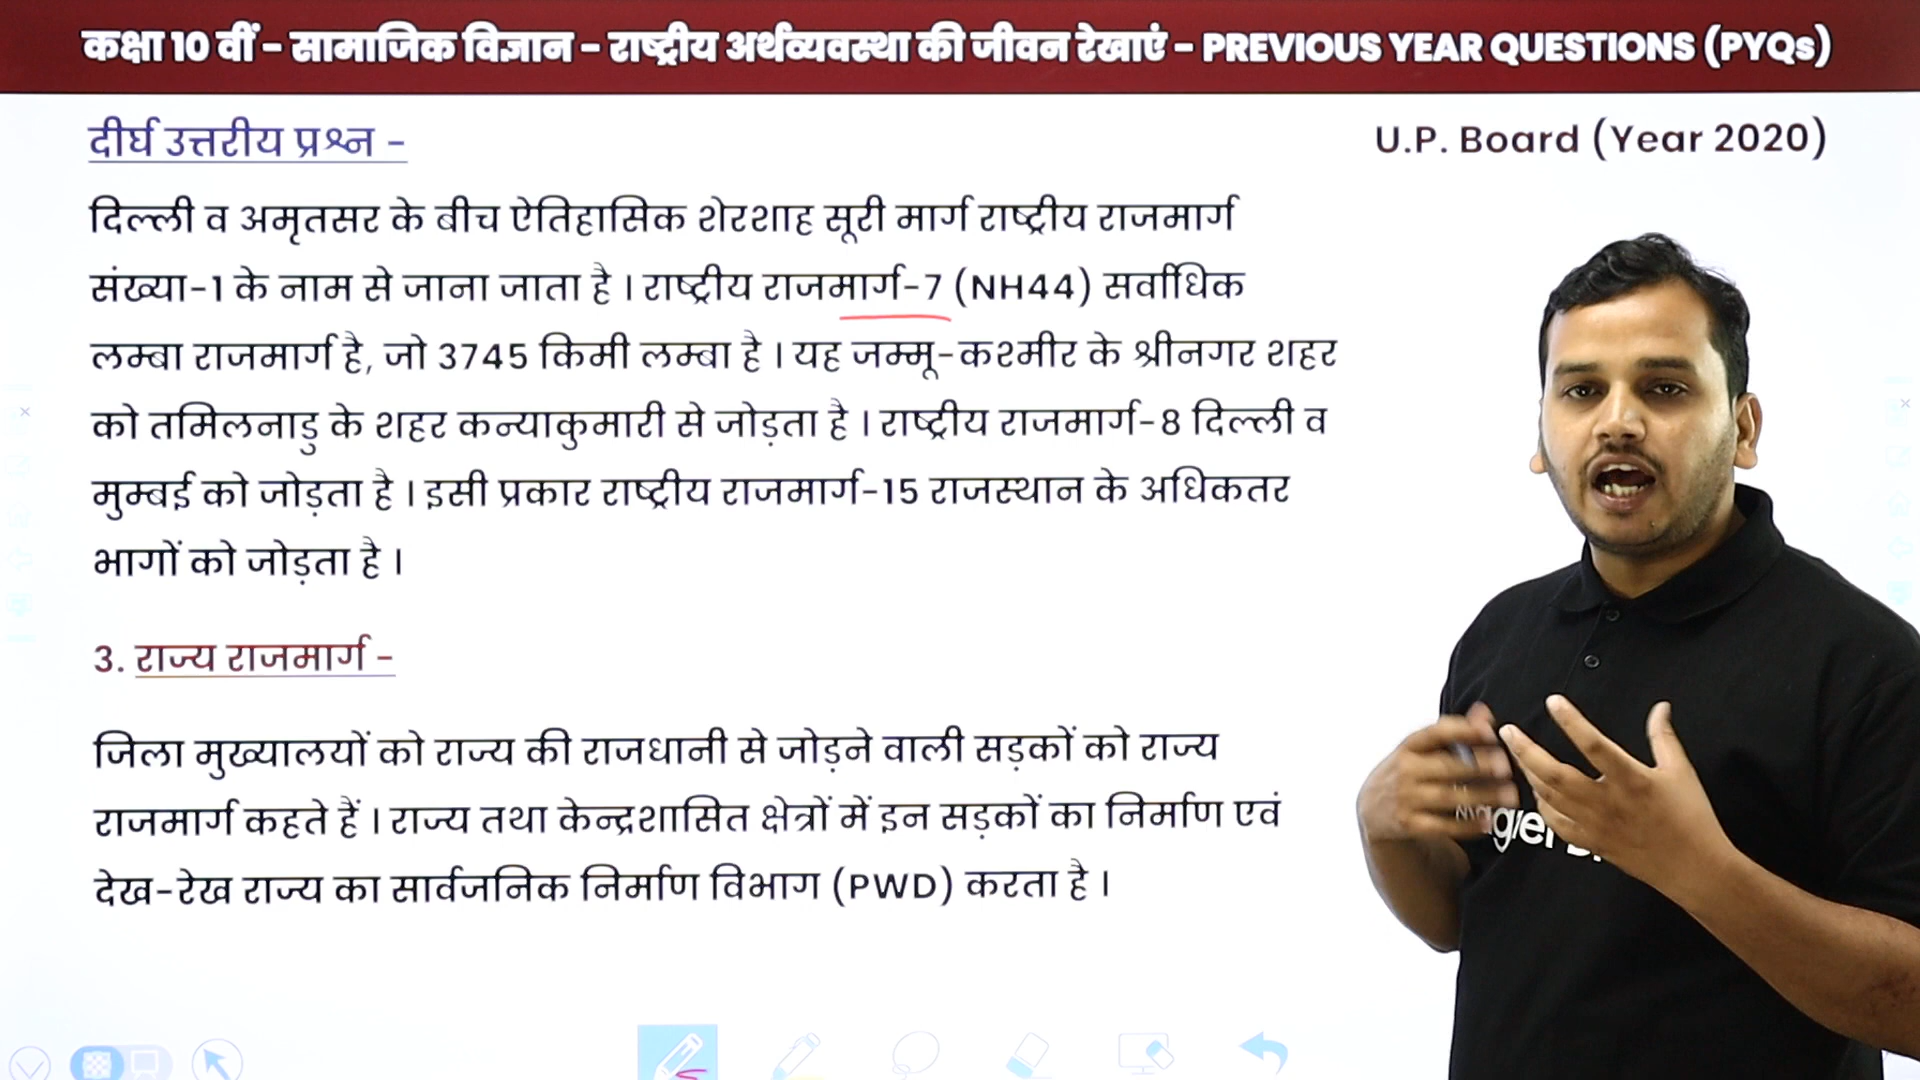 कक्षा 10 वीं - सामाजिक विज्ञान - राष्ट्रीय अर्थव्यवस्था की जीवन रेखाएं - PREVIOUS YEAR QUESTIONS (PYQs)
दीर्घ उत्तरीय प्रश्न -
U.P. Board (Year 2020)
दिल्ली व अमृतसर के बीच ऐतिहासिक शेरशाह सूरी मार्ग राष्ट्रीय राजमार्ग
संख्या-1 के नाम से जाना जाता है । राष्ट्रीय राजमार्ग-7 (NH44) सर्वाधिक
लम्बा राजमार्ग है, जो 3745 किमी लम्बा है । यह जम्मू-कश्मीर के श्रीनगर शहर
को तमिलनाडु के शहर कन्याकुमारी से जोड़ता है । राष्ट्रीय राजमार्ग-8 दिल्ली व
मुम्बई को जोड़ता है । इसी प्रकार राष्ट्रीय राजमार्ग-15 राजस्थान के अधिकतर
भागों को जोड़ता है ।
3. राज्य राजमार्ग -
जिला मुख्यालयों को राज्य की राजधानी से जोड़ने वाली सड़कों को राज्य
राजमार्ग कहते हैं । राज्य तथा केन्द्रशासित क्षेत्रों में इन सड़कों का निर्माण एवं
देख-रेख राज्य का सार्वजनिक निर्माण विभाग (PWD) करता है ।